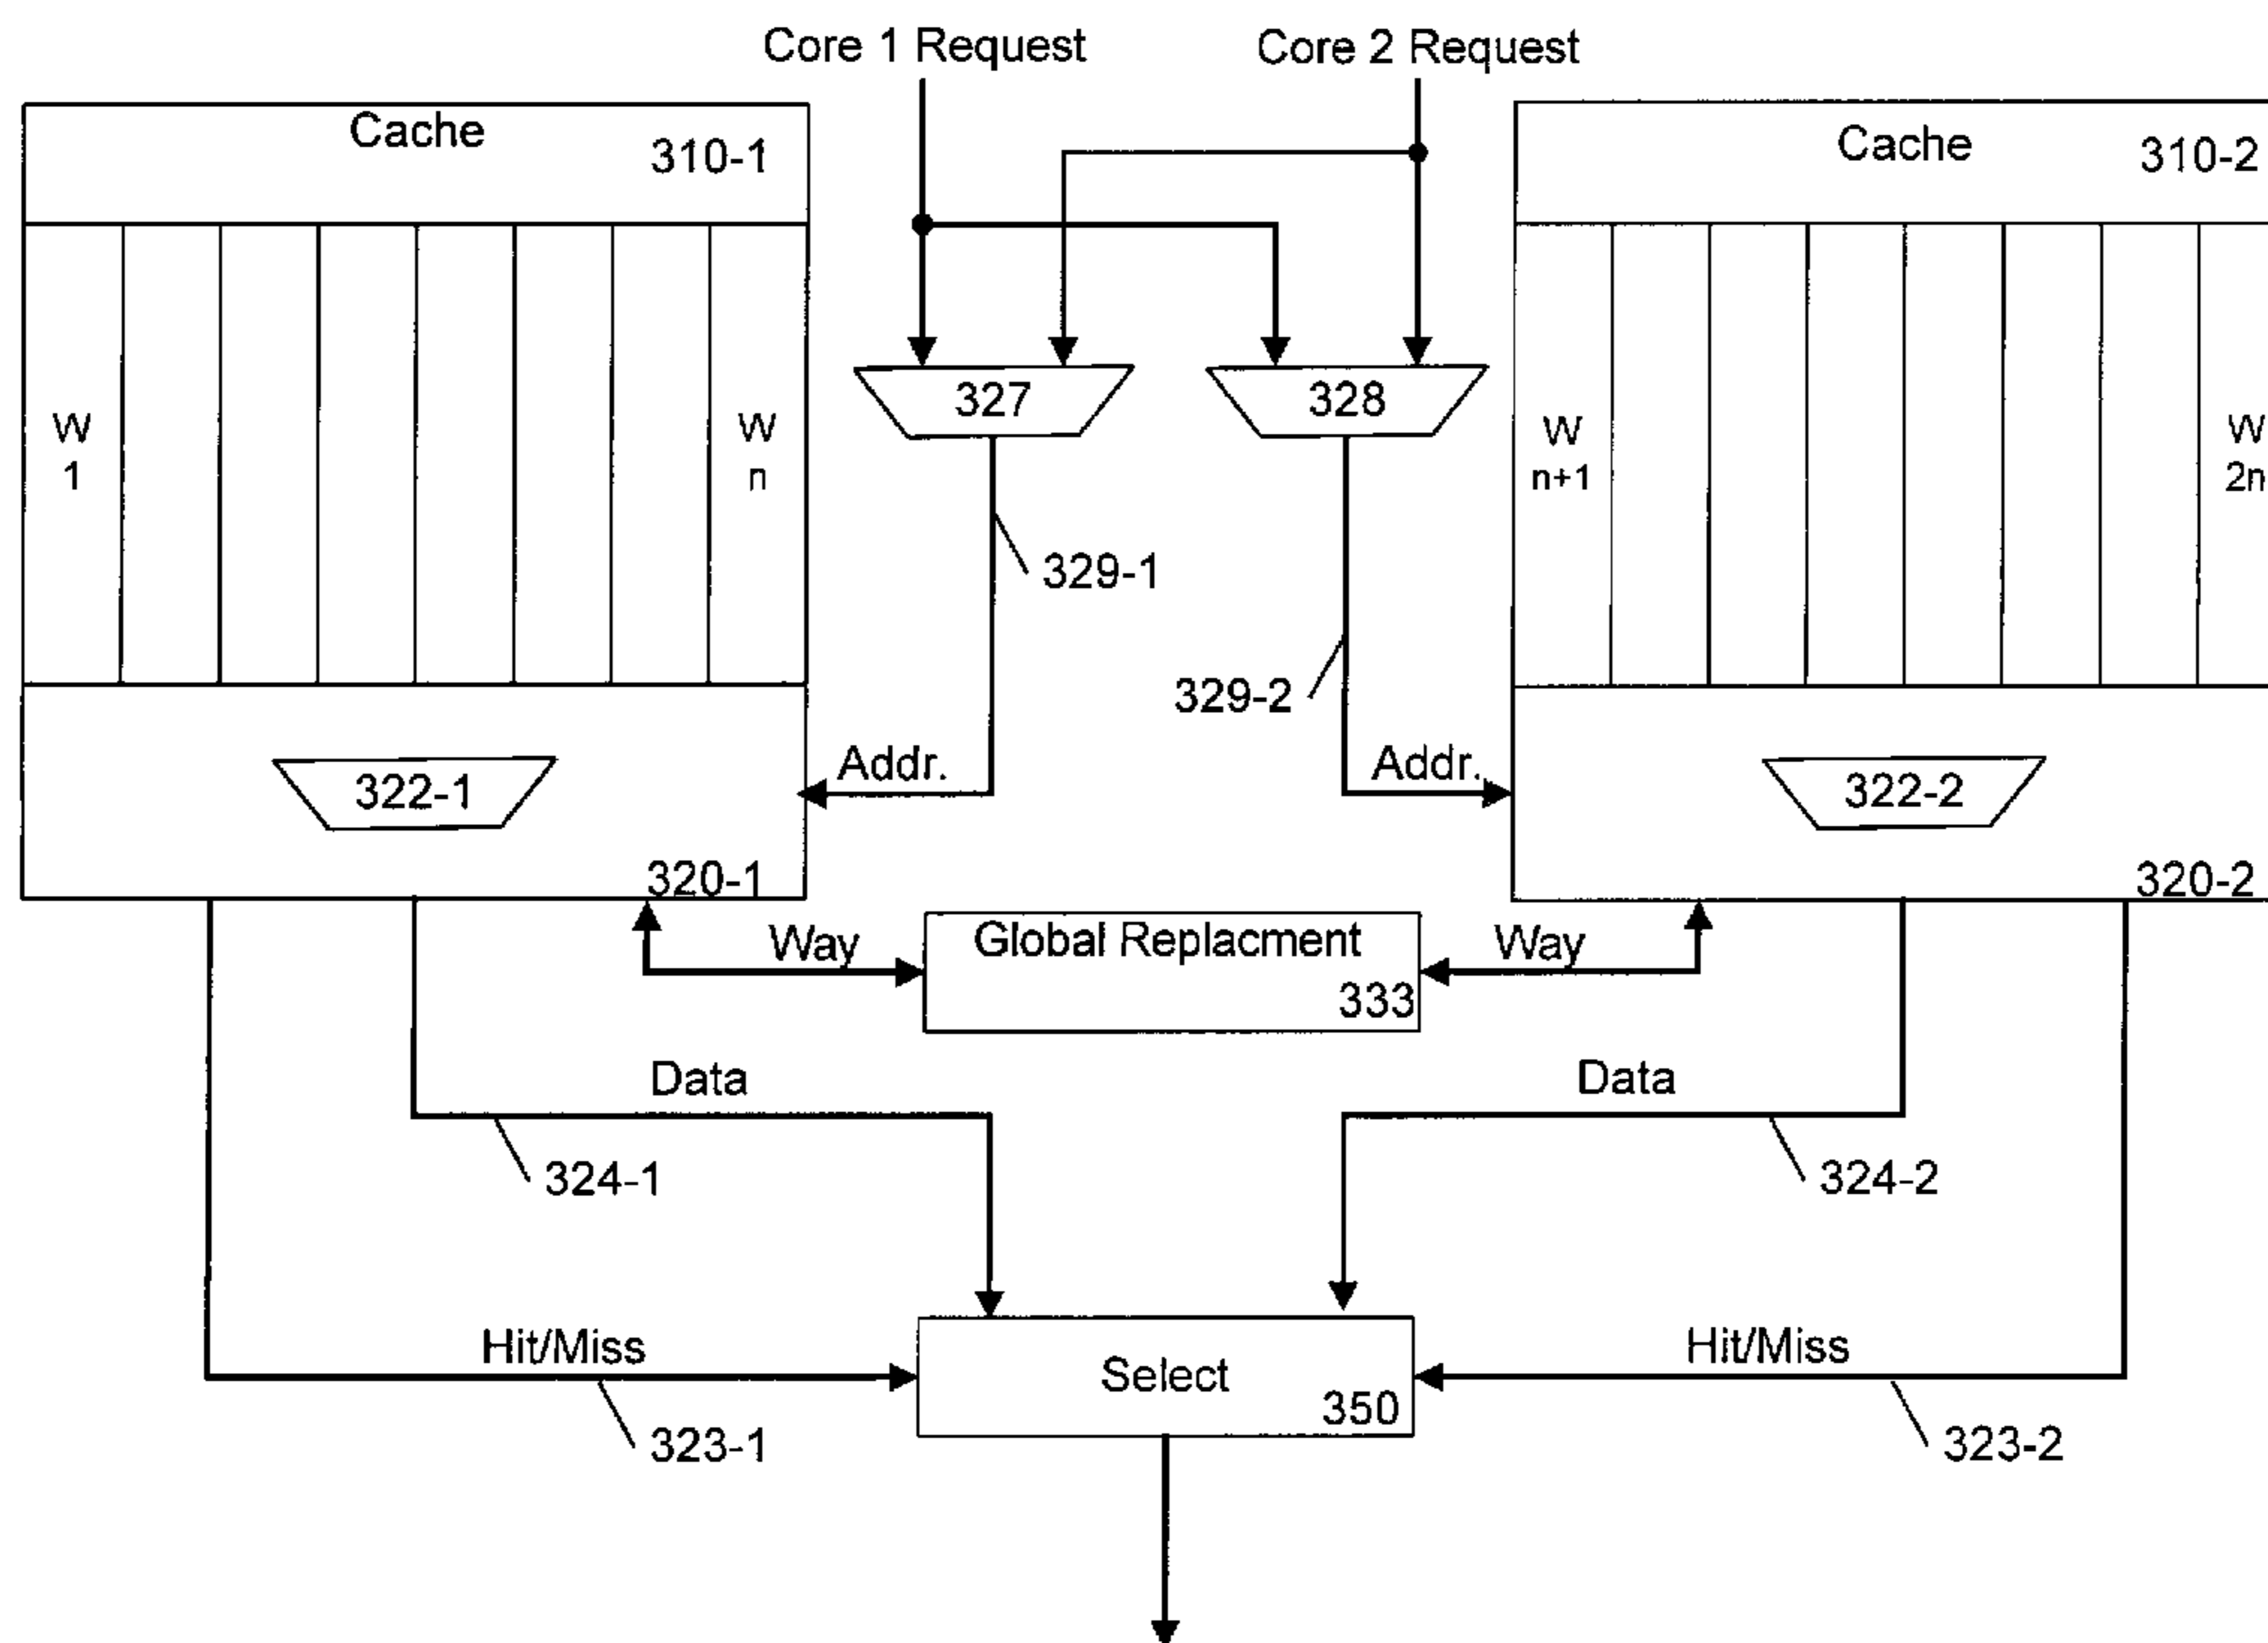 Core 1 Request
Core 2 Request
Cache
310-1
Cache
310-2
327
328
W
1
W
n
W
n+1
W
2n
329-1
329-2
Addr.
Addr.
322-1
322-2
320-1
320-2
Way
Global Replacment
333
Way
Data
Data
324-1
324-2
Hit/Miss
Select
350
Hit/Miss
323-1
323-2